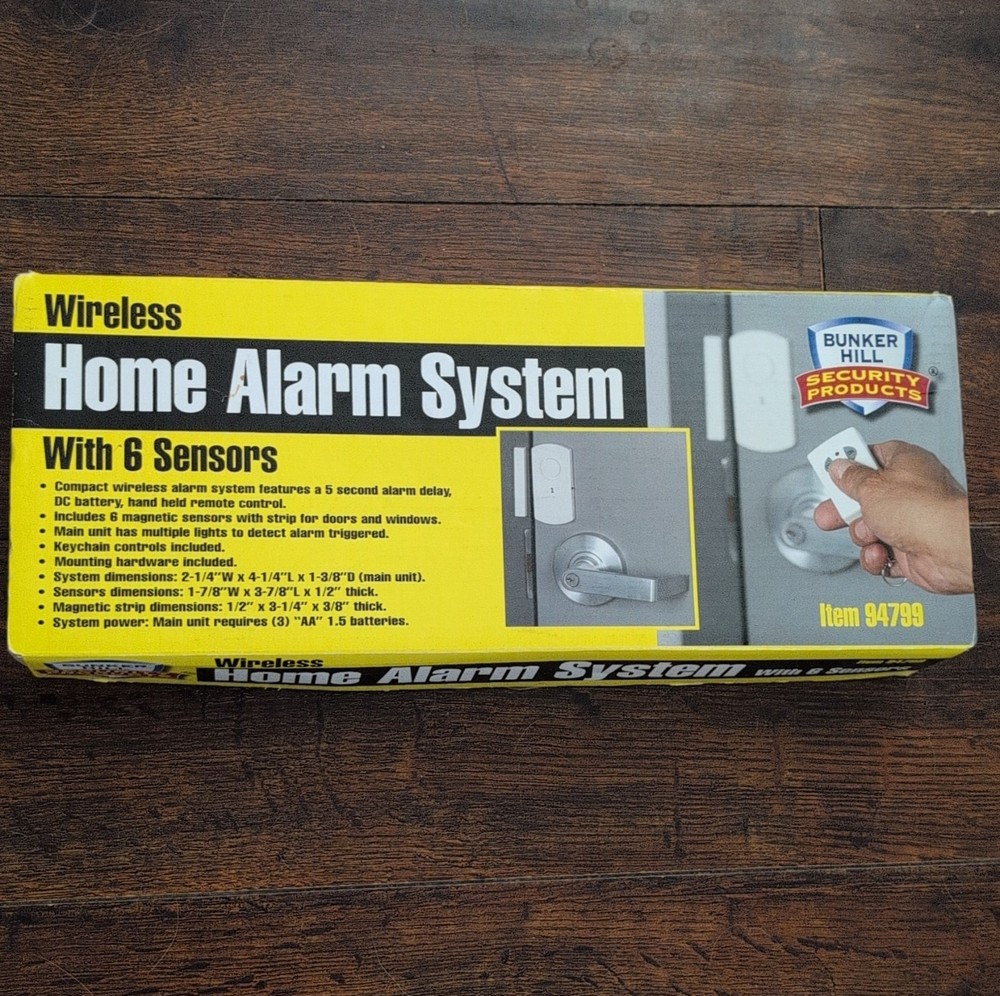 Wireless
Home Alarm System
With 6 Sensors
• Compact wireless alarm system features a 5 second alarm delay,
DC battery, hand held remote control.
• Includes 6 magnetic sensors with strip for doors and windows.
• Main unit has multiple lights to detect alarm triggered.
• Keychain controls included.
• Mounting hardware included.
• System dimensions: 2-1/4"W x 4-1/4"L x 1-3/8"D (main unit).
• Sensors dimensions: 1-7/8"W x 3-7/8"L x 1/2" thick.
• Magnetic strip dimensions: 1/2" x 3-1/4" x 3/8" thick.
• System power: Main unit requires (3) "AA" 1.5 batteries.
1
BUNKER
HILL
SECURITY
PRODUCTS
®
Item 94799
BUNKER
Wireless
Home Alarm System With 6 Sensors